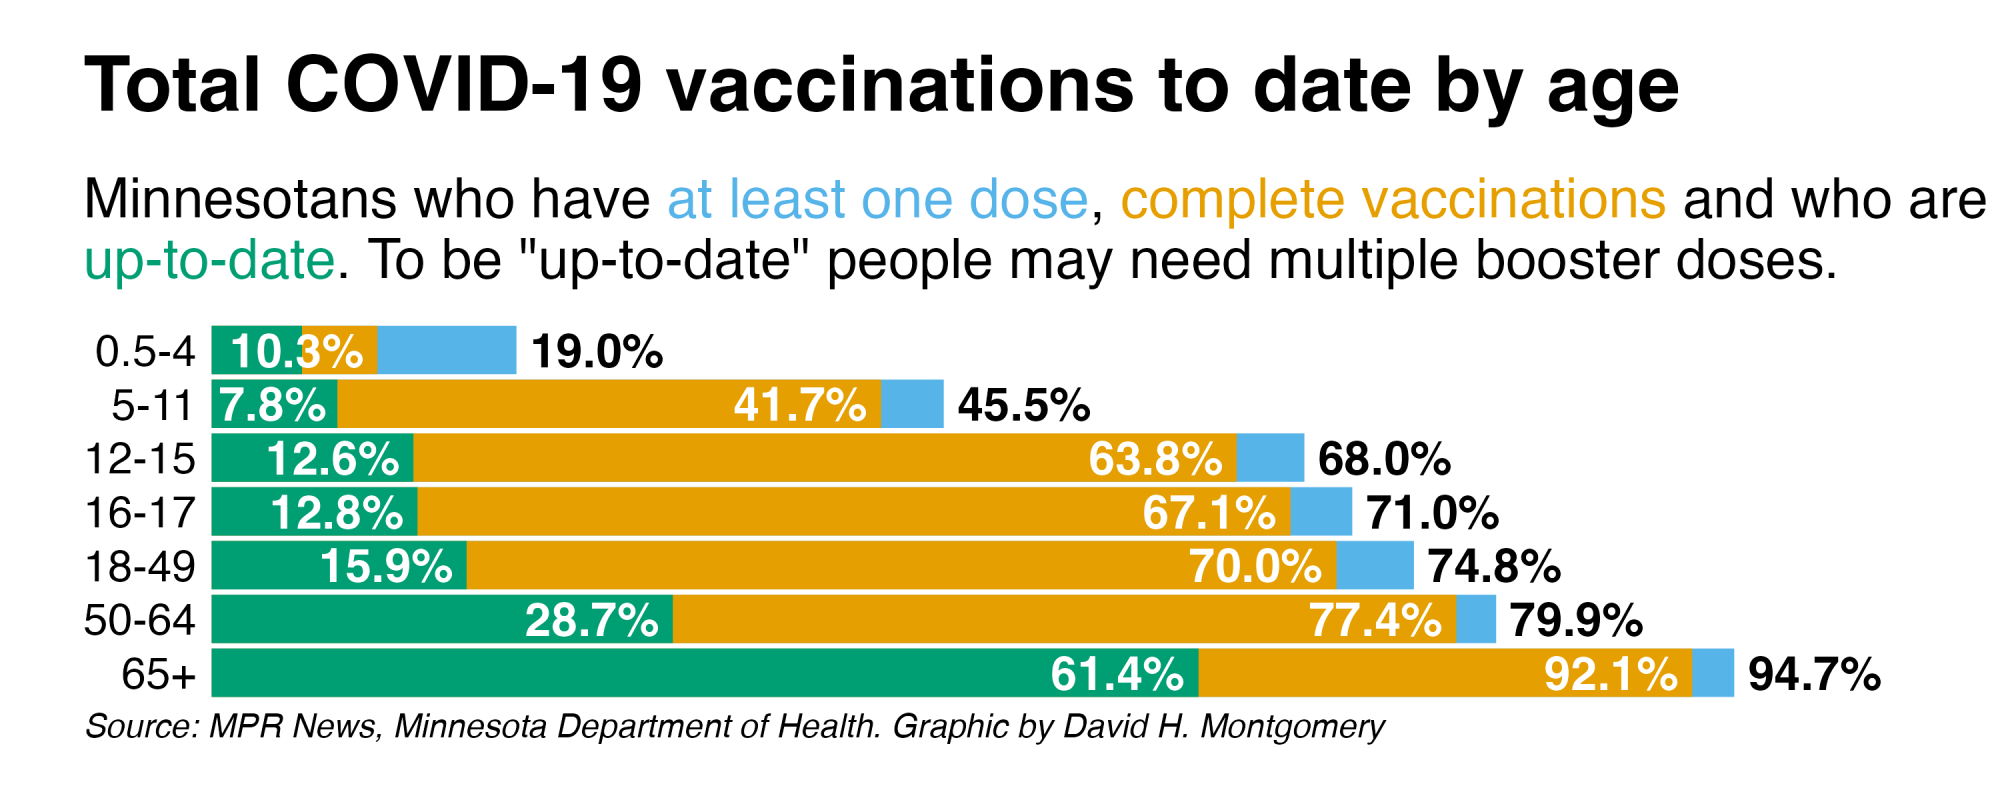 Total COVID-19 vaccinations to date by age
Minnesotans who have at least one dose, complete vaccinations and who are
up-to-date. To be "up-to-date" people may need multiple booster doses.
0.5-4 10.3% 19.0%
5-11 7.8% 41.7% 45.5%
12-15 12.6% 63.8% 68.0%
16-17 12.8% 67.1% 71.0%
18-49 15.9% 70.0% 74.8%
50-64 28.7% 77.4% 79.9%
65+ 61.4% 92.1% 94.7%
Source: MPR News, Minnesota Department of Health. Graphic by David H. Montgomery